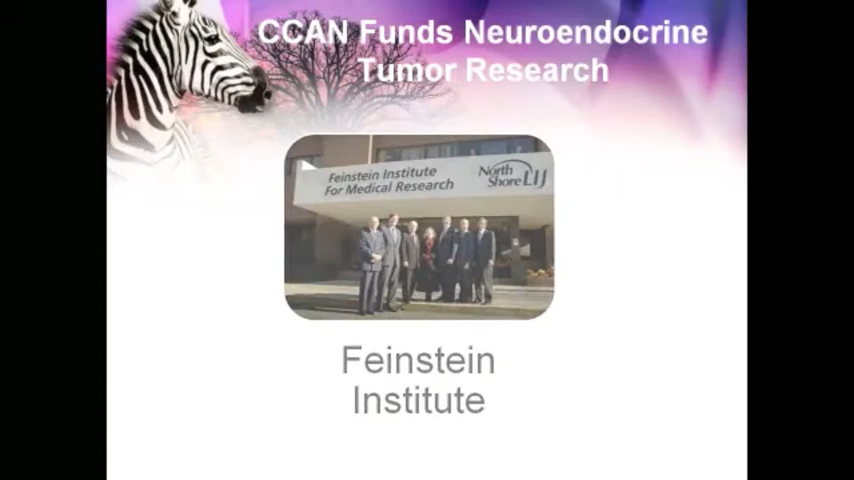 CCAN Funds Neuroendocrine
Tumor Research
Feinstein Institute
For Medical Research
North
Shore LIJ
Feinstein
Institute